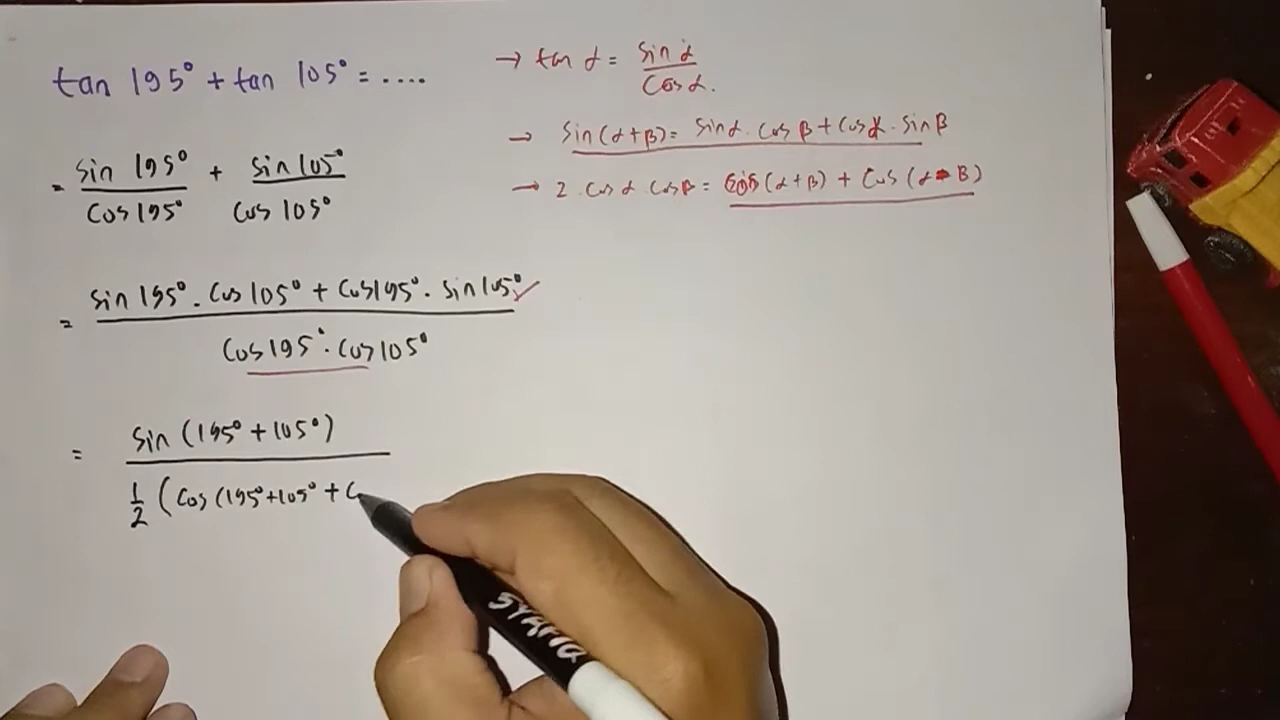 tan 195° + tan 105° = ....
= sin 195° / cos 195° + sin 105° / cos 105°
= sin 195° . cos 105° + cos 195° . sin 105° / cos 195° . cos 105°
= sin (195° + 105°) / 1/2 (cos (195° + 105° + c
→ tan α = sin α / cos α.
→ sin (α+β) = sin α . cos β + cos α . sin β
→ 2 cos α cos β = cos (α+β) + cos (α-β)